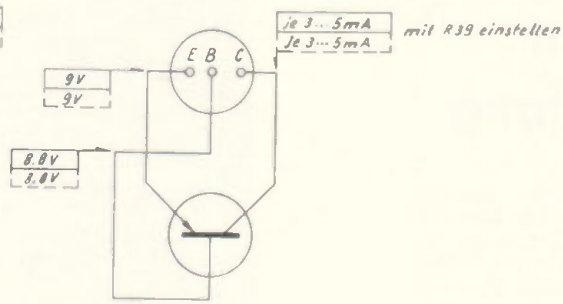 je 3... 5mA
Je 3... 5mA
mit R39 einstellen
E B C
9V
9V
8.8V
8.8V